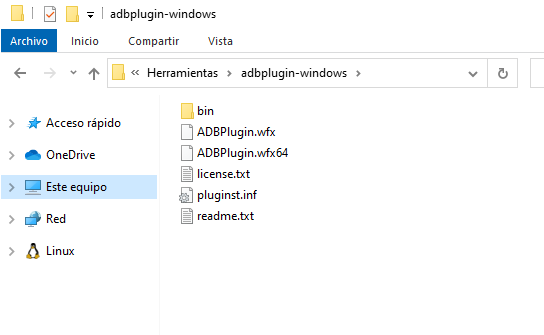 adbplugin-windows
Archivo Inicio Compartir Vista
Herramientas adbplugin-windows
Acceso rápido
OneDrive
Este equipo
Red
Linux
bin
ADBPlugin.wfx
ADBPlugin.wfx64
license.txt
pluginst.inf
readme.txt